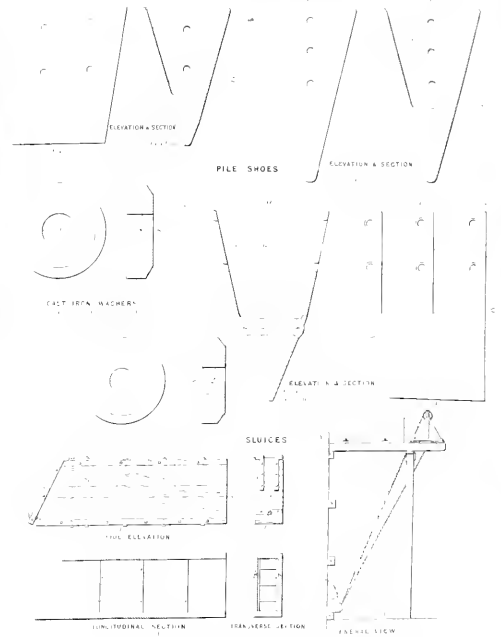 ELEVATION & SECTION
PILE SHOES
ELEVATION & SECTION
CAST IRON WASHERS
ELEVATION & SECTION
SLUICES
SIDE ELEVATION
LONGITUDINAL SECTION
TRANSVERSE SECTION
VIEW